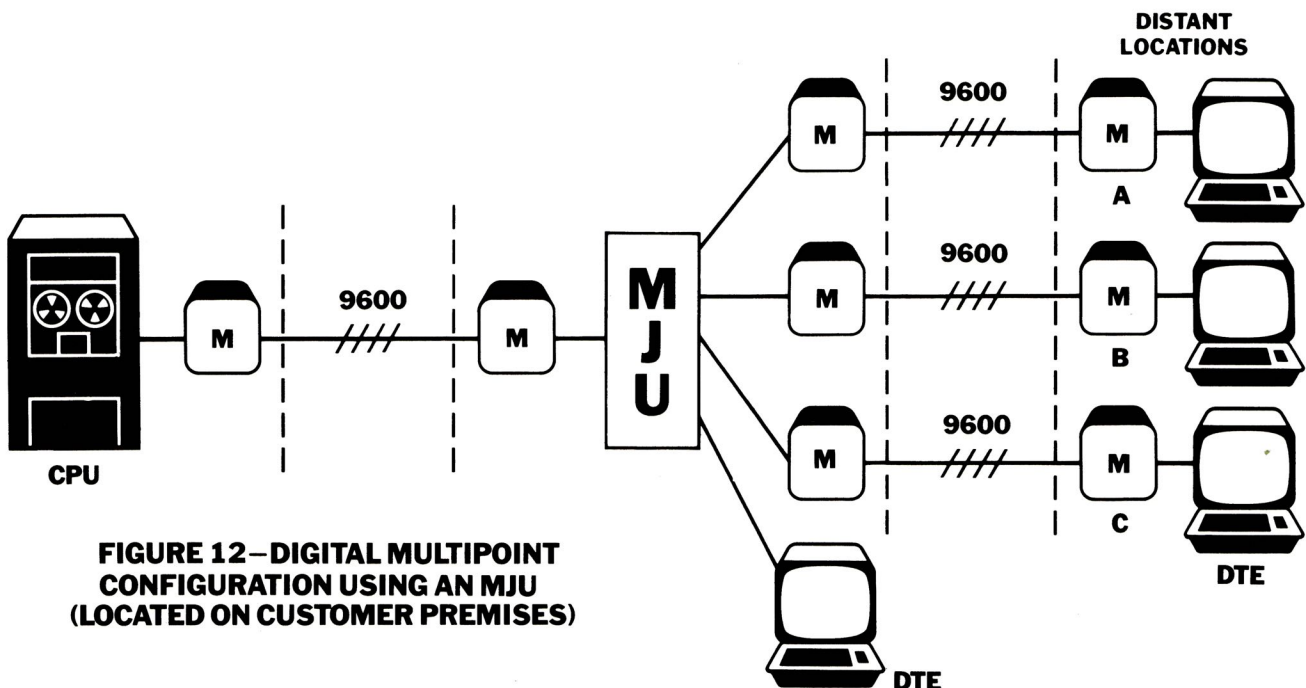 DISTANT
LOCATIONS
9600
M
M
A
9600
M
M
B
9600
M
M
MJU
CPU
9600
M
M
C
DTE
FIGURE 12—DIGITAL MULTIPOINT
CONFIGURATION USING AN MJU
(LOCATED ON CUSTOMER PREMISES)
DTE